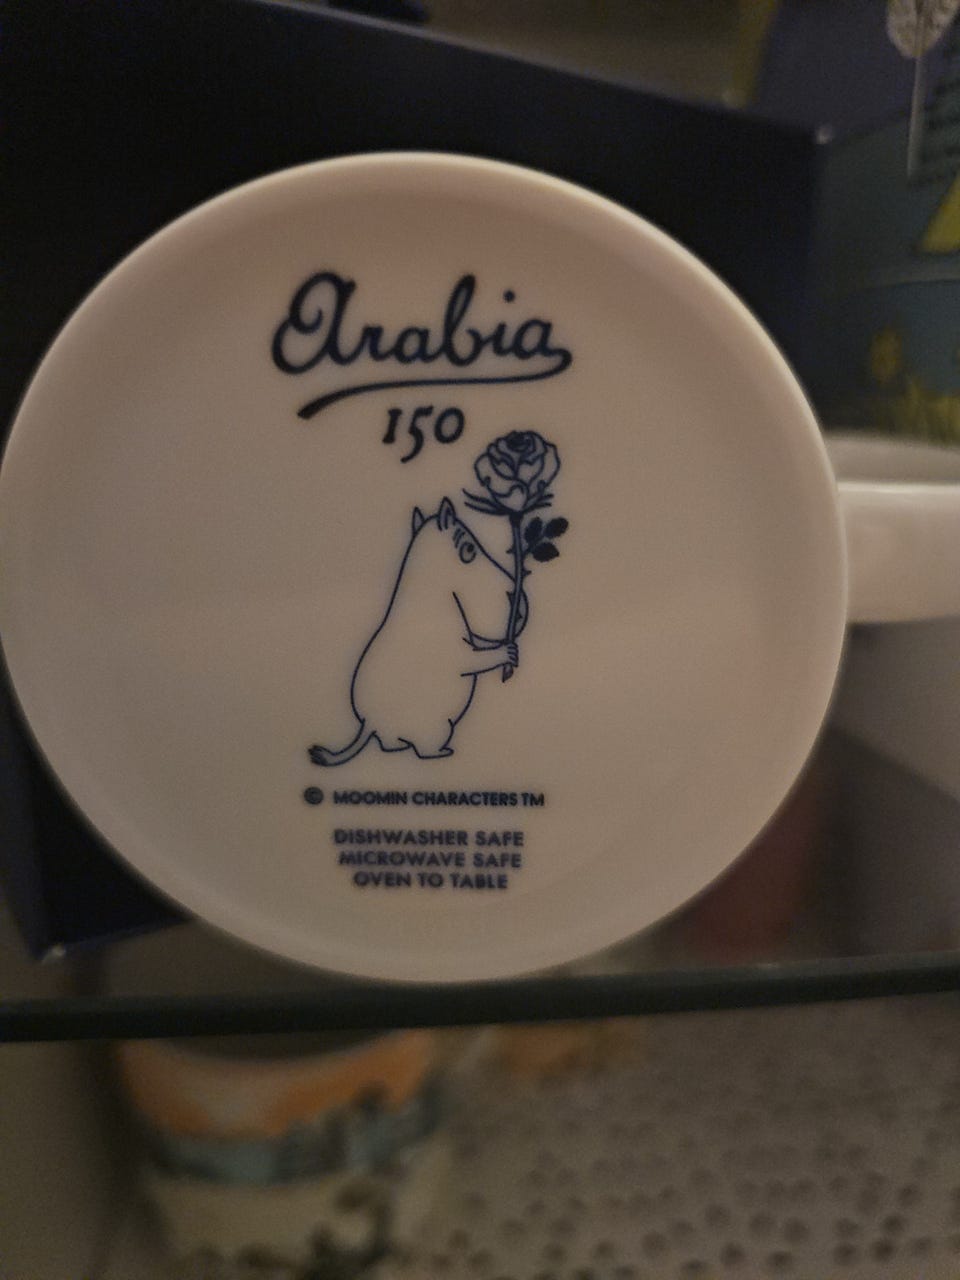 Arabia
150
© MOOMIN CHARACTERS TM
DISHWASHER SAFE
MICROWAVE SAFE
OVEN TO TABLE